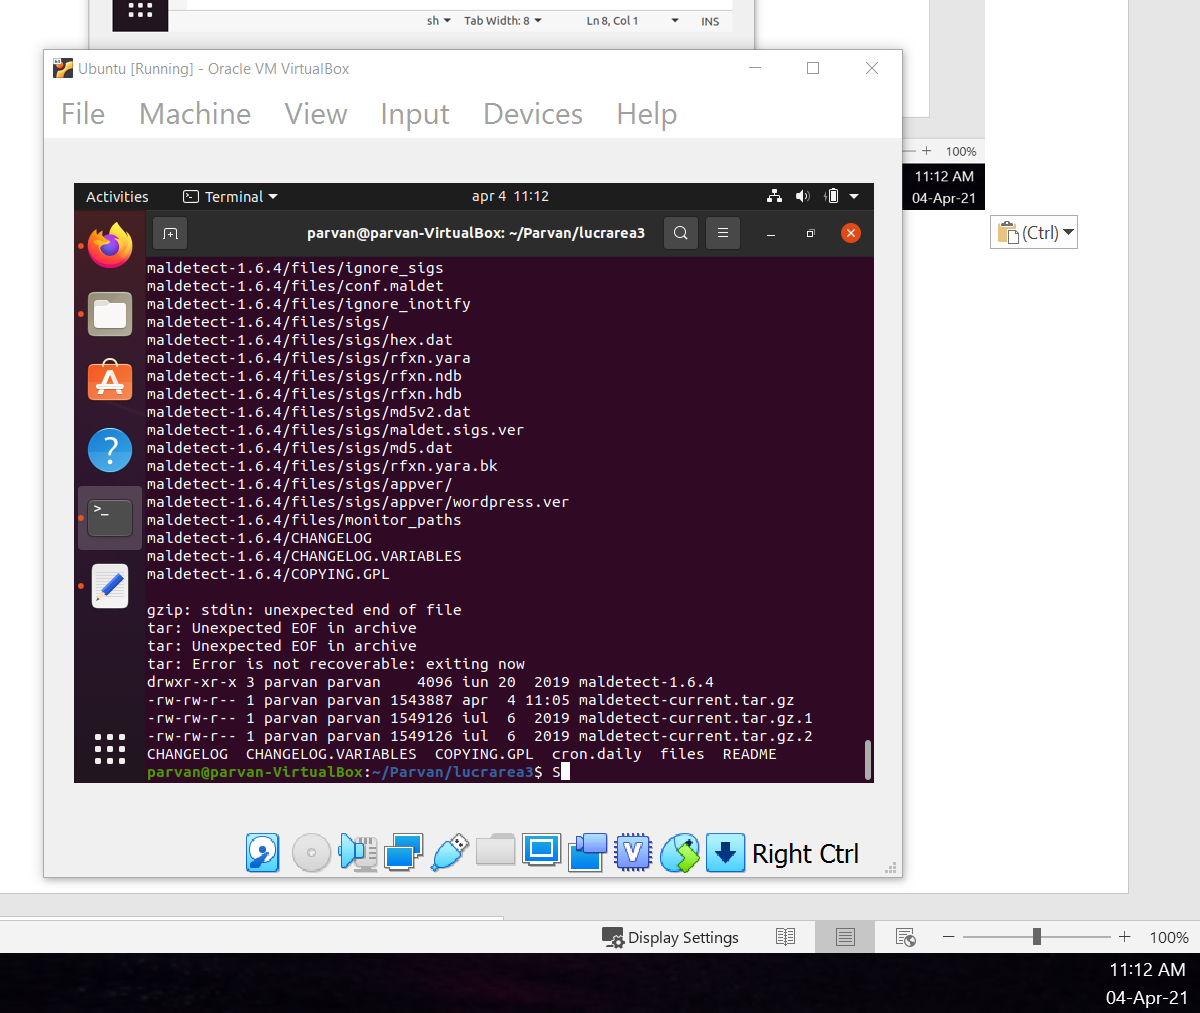 sh Tab Width: 8 Ln 8, Col 1 INS
Ubuntu [Running] - Oracle VM VirtualBox
File Machine View Input Devices Help
100%
11:12 AM
04-Apr-21
(Ctrl)
Activities Terminal apr 4 11:12
parvan@parvan-VirtualBox: ~/Parvan/lucrarea3
maldetect-1.6.4/files/ignore_sigs
maldetect-1.6.4/files/conf.maldet
maldetect-1.6.4/files/ignore_inotify
maldetect-1.6.4/files/sigs/
maldetect-1.6.4/files/sigs/hex.dat
maldetect-1.6.4/files/sigs/rfxn.yara
maldetect-1.6.4/files/sigs/rfxn.ndb
maldetect-1.6.4/files/sigs/rfxn.hdb
maldetect-1.6.4/files/sigs/md5v2.dat
maldetect-1.6.4/files/sigs/maldet.sigs.ver
maldetect-1.6.4/files/sigs/md5.dat
maldetect-1.6.4/files/sigs/rfxn.yara.bk
maldetect-1.6.4/files/sigs/appver/
maldetect-1.6.4/files/sigs/appver/wordpress.ver
maldetect-1.6.4/files/monitor_paths
maldetect-1.6.4/CHANGELOG
maldetect-1.6.4/CHANGELOG.VARIABLES
maldetect-1.6.4/COPYING.GPL
gzip: stdin: unexpected end of file
tar: Unexpected EOF in archive
tar: Unexpected EOF in archive
tar: Error is not recoverable: exiting now
drwxr-xr-x 3 parvan parvan    4096 iun 20  2019 maldetect-1.6.4
-rw-rw-r-- 1 parvan parvan 1543887 apr  4 11:05 maldetect-current.tar.gz
-rw-rw-r-- 1 parvan parvan 1549126 iul  6  2019 maldetect-current.tar.gz.1
-rw-rw-r-- 1 parvan parvan 1549126 iul  6  2019 maldetect-current.tar.gz.2
CHANGELOG  CHANGELOG.VARIABLES  COPYING.GPL  cron.daily  files  README
parvan@parvan-VirtualBox:~/Parvan/lucrarea3$ S
Right Ctrl
Display Settings 100%
11:12 AM
04-Apr-21